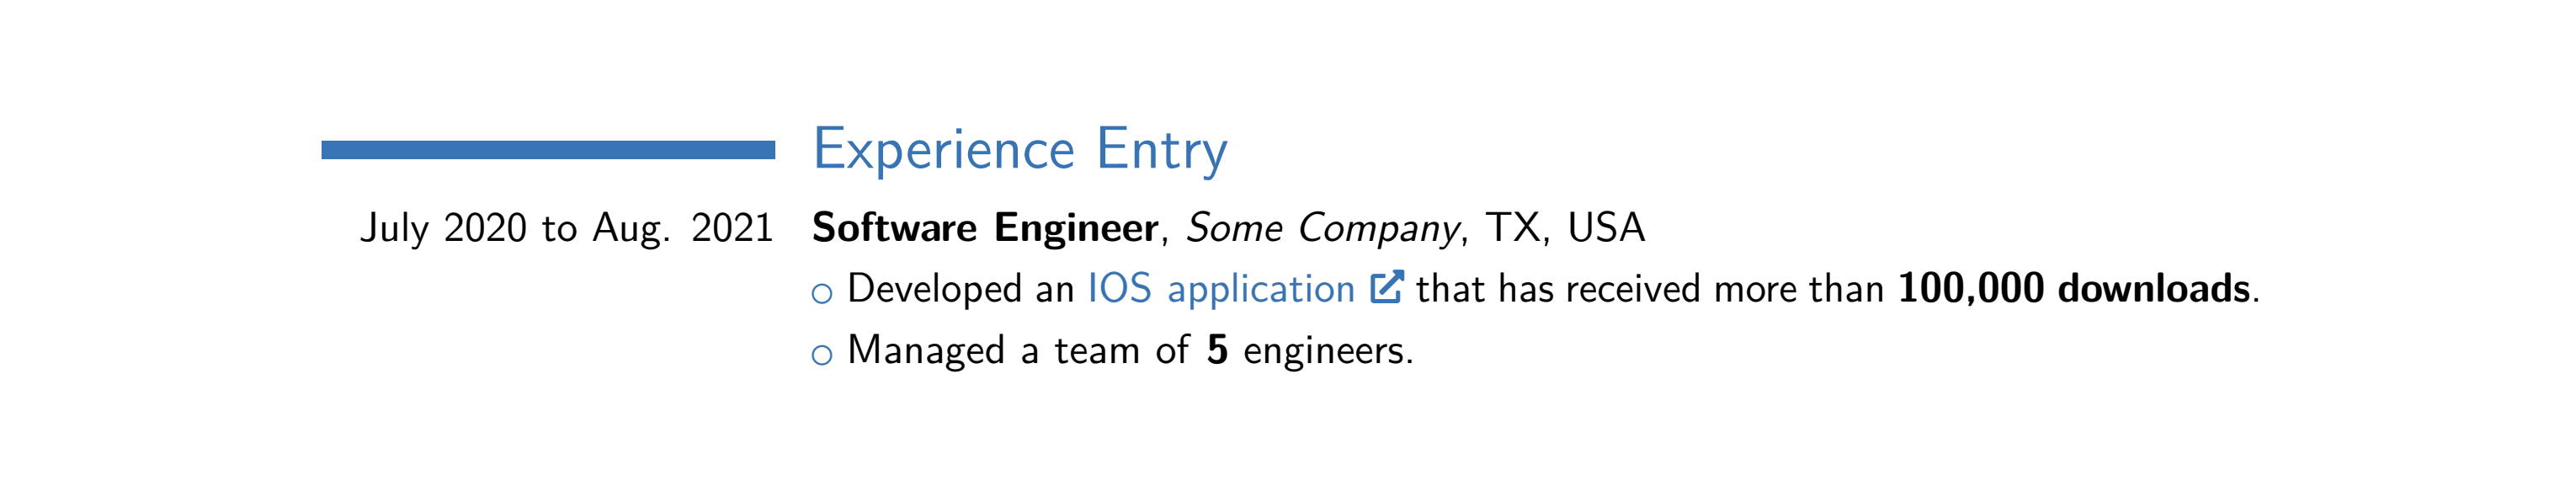 Experience Entry
July 2020 to Aug. 2021 Software Engineer, Some Company, TX, USA
○ Developed an IOS application that has received more than 100,000 downloads.
○ Managed a team of 5 engineers.